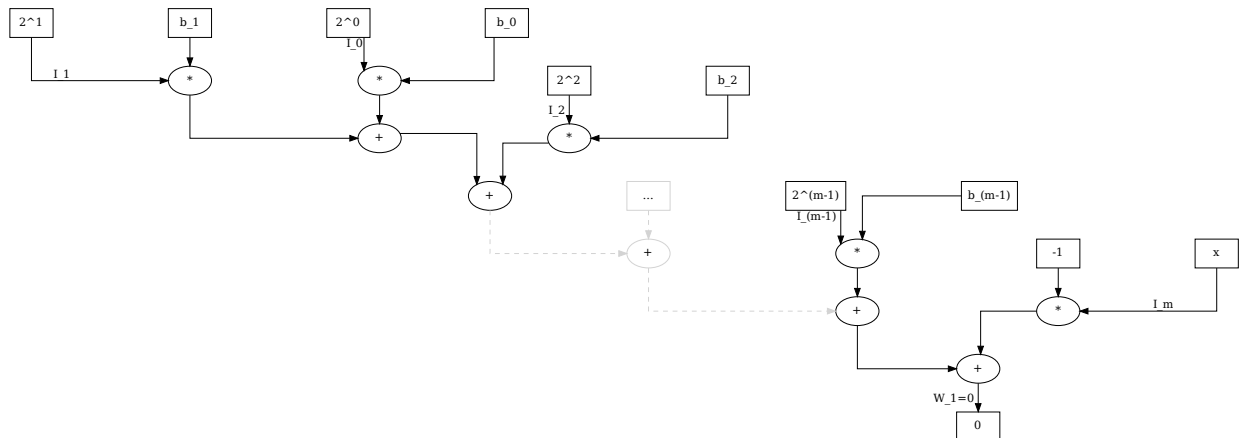 2^1
b_1
2^0
b_0
I_0
I_1
*
*
2^2
b_2
I_2
+
*
+
...
2^(m-1)
b_(m-1)
I_(m-1)
+
*
-1
x
+
*
I_m
+
W_1=0
0